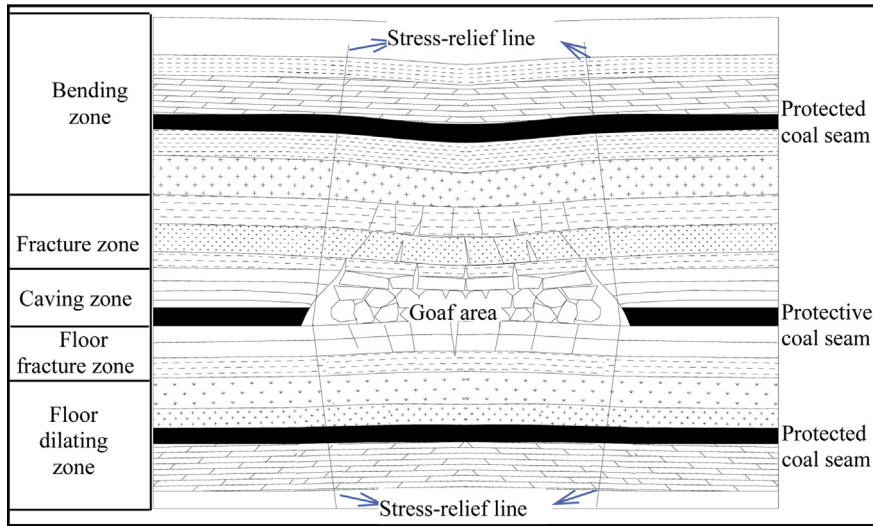 Stress-relief line
Bending
zone
Protected
coal seam
Fracture zone
Caving zone
Goaf area
Protective
coal seam
Floor
fracture zone
Floor
dilating
zone
Protected
coal seam
Stress-relief line